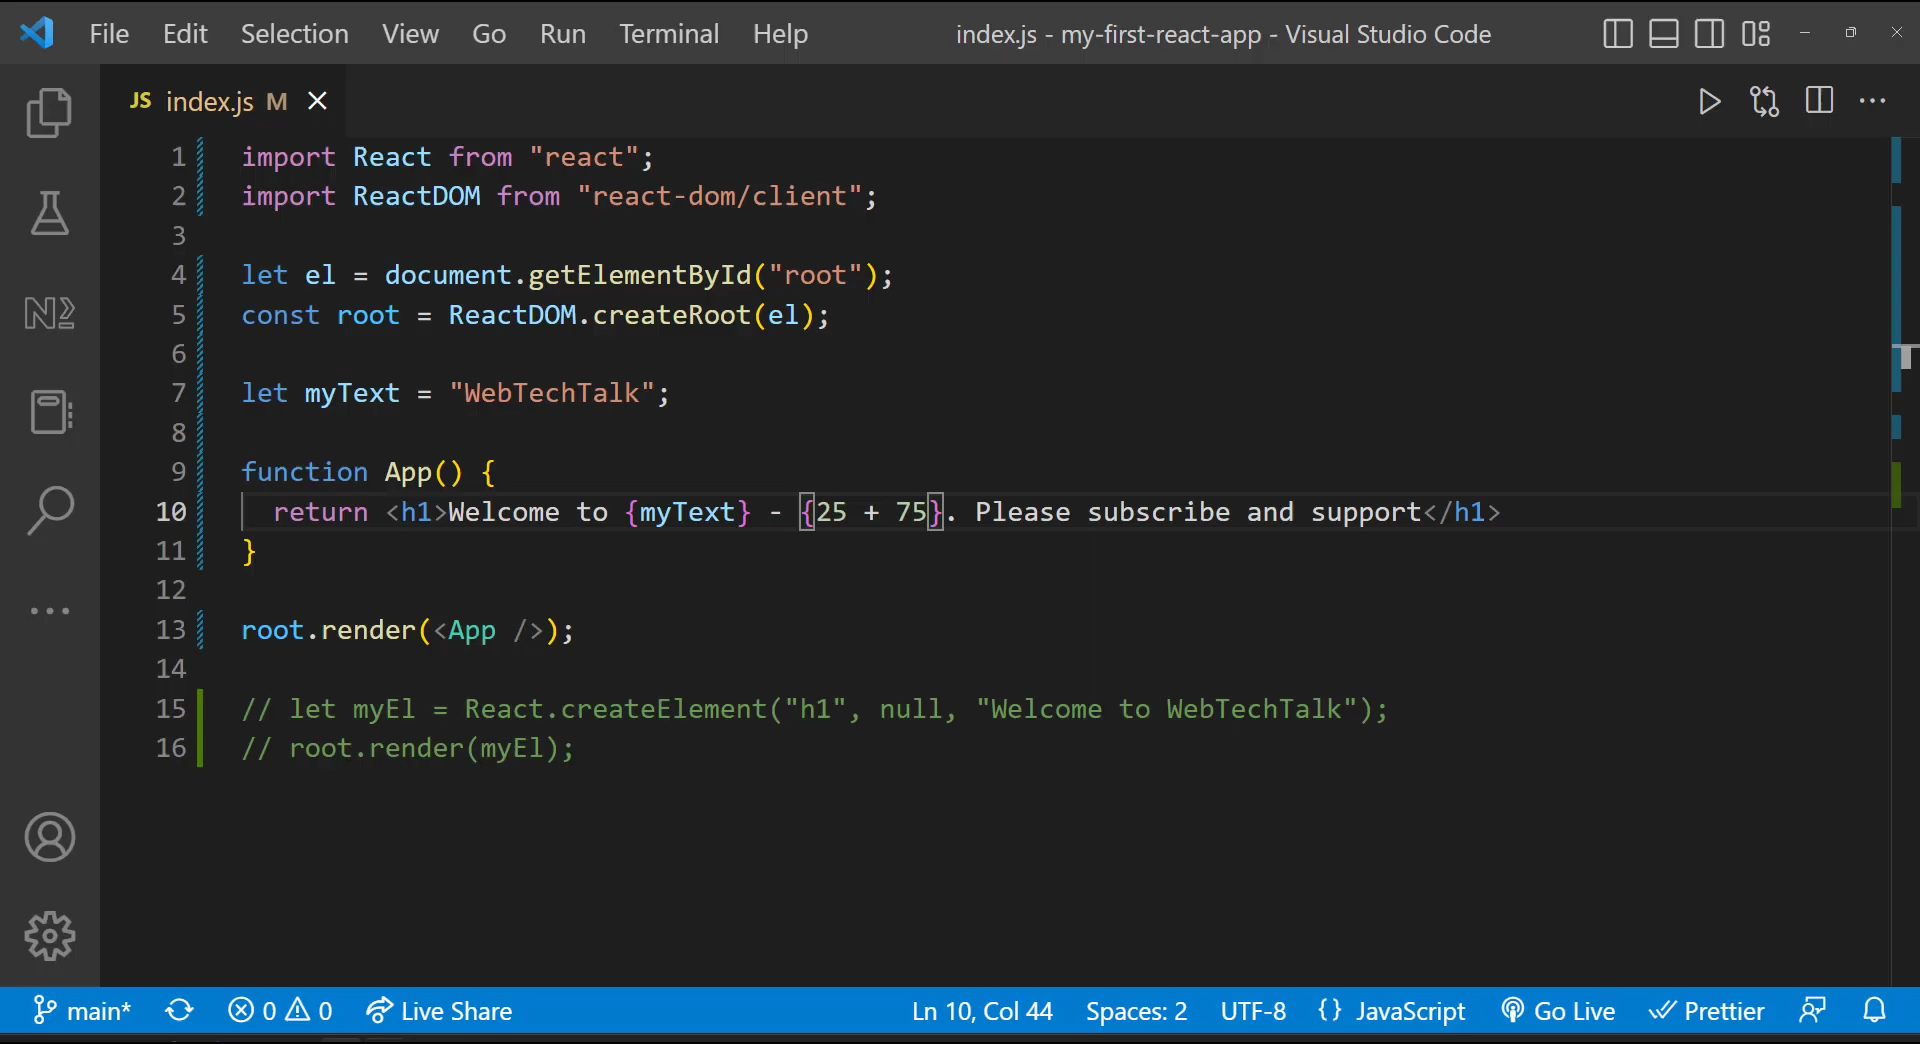 File Edit Selection View Go Run Terminal Help index.js - my-first-react-app - Visual Studio Code
JS index.js M
1 import React from "react";
2 import ReactDOM from "react-dom/client";
3
4 let el = document.getElementById("root");
5 const root = ReactDOM.createRoot(el);
6
7 let myText = "WebTechTalk";
8
9 function App() {
10 return <h1>Welcome to {myText} - {25 + 75}. Please subscribe and support</h1>
11 }
12
13 root.render(<App />);
14
15 // let myEl = React.createElement("h1", null, "Welcome to WebTechTalk");
16 // root.render(myEl);
main* 0 0 Live Share Ln 10, Col 44 Spaces: 2 UTF-8 {} JavaScript Go Live Prettier